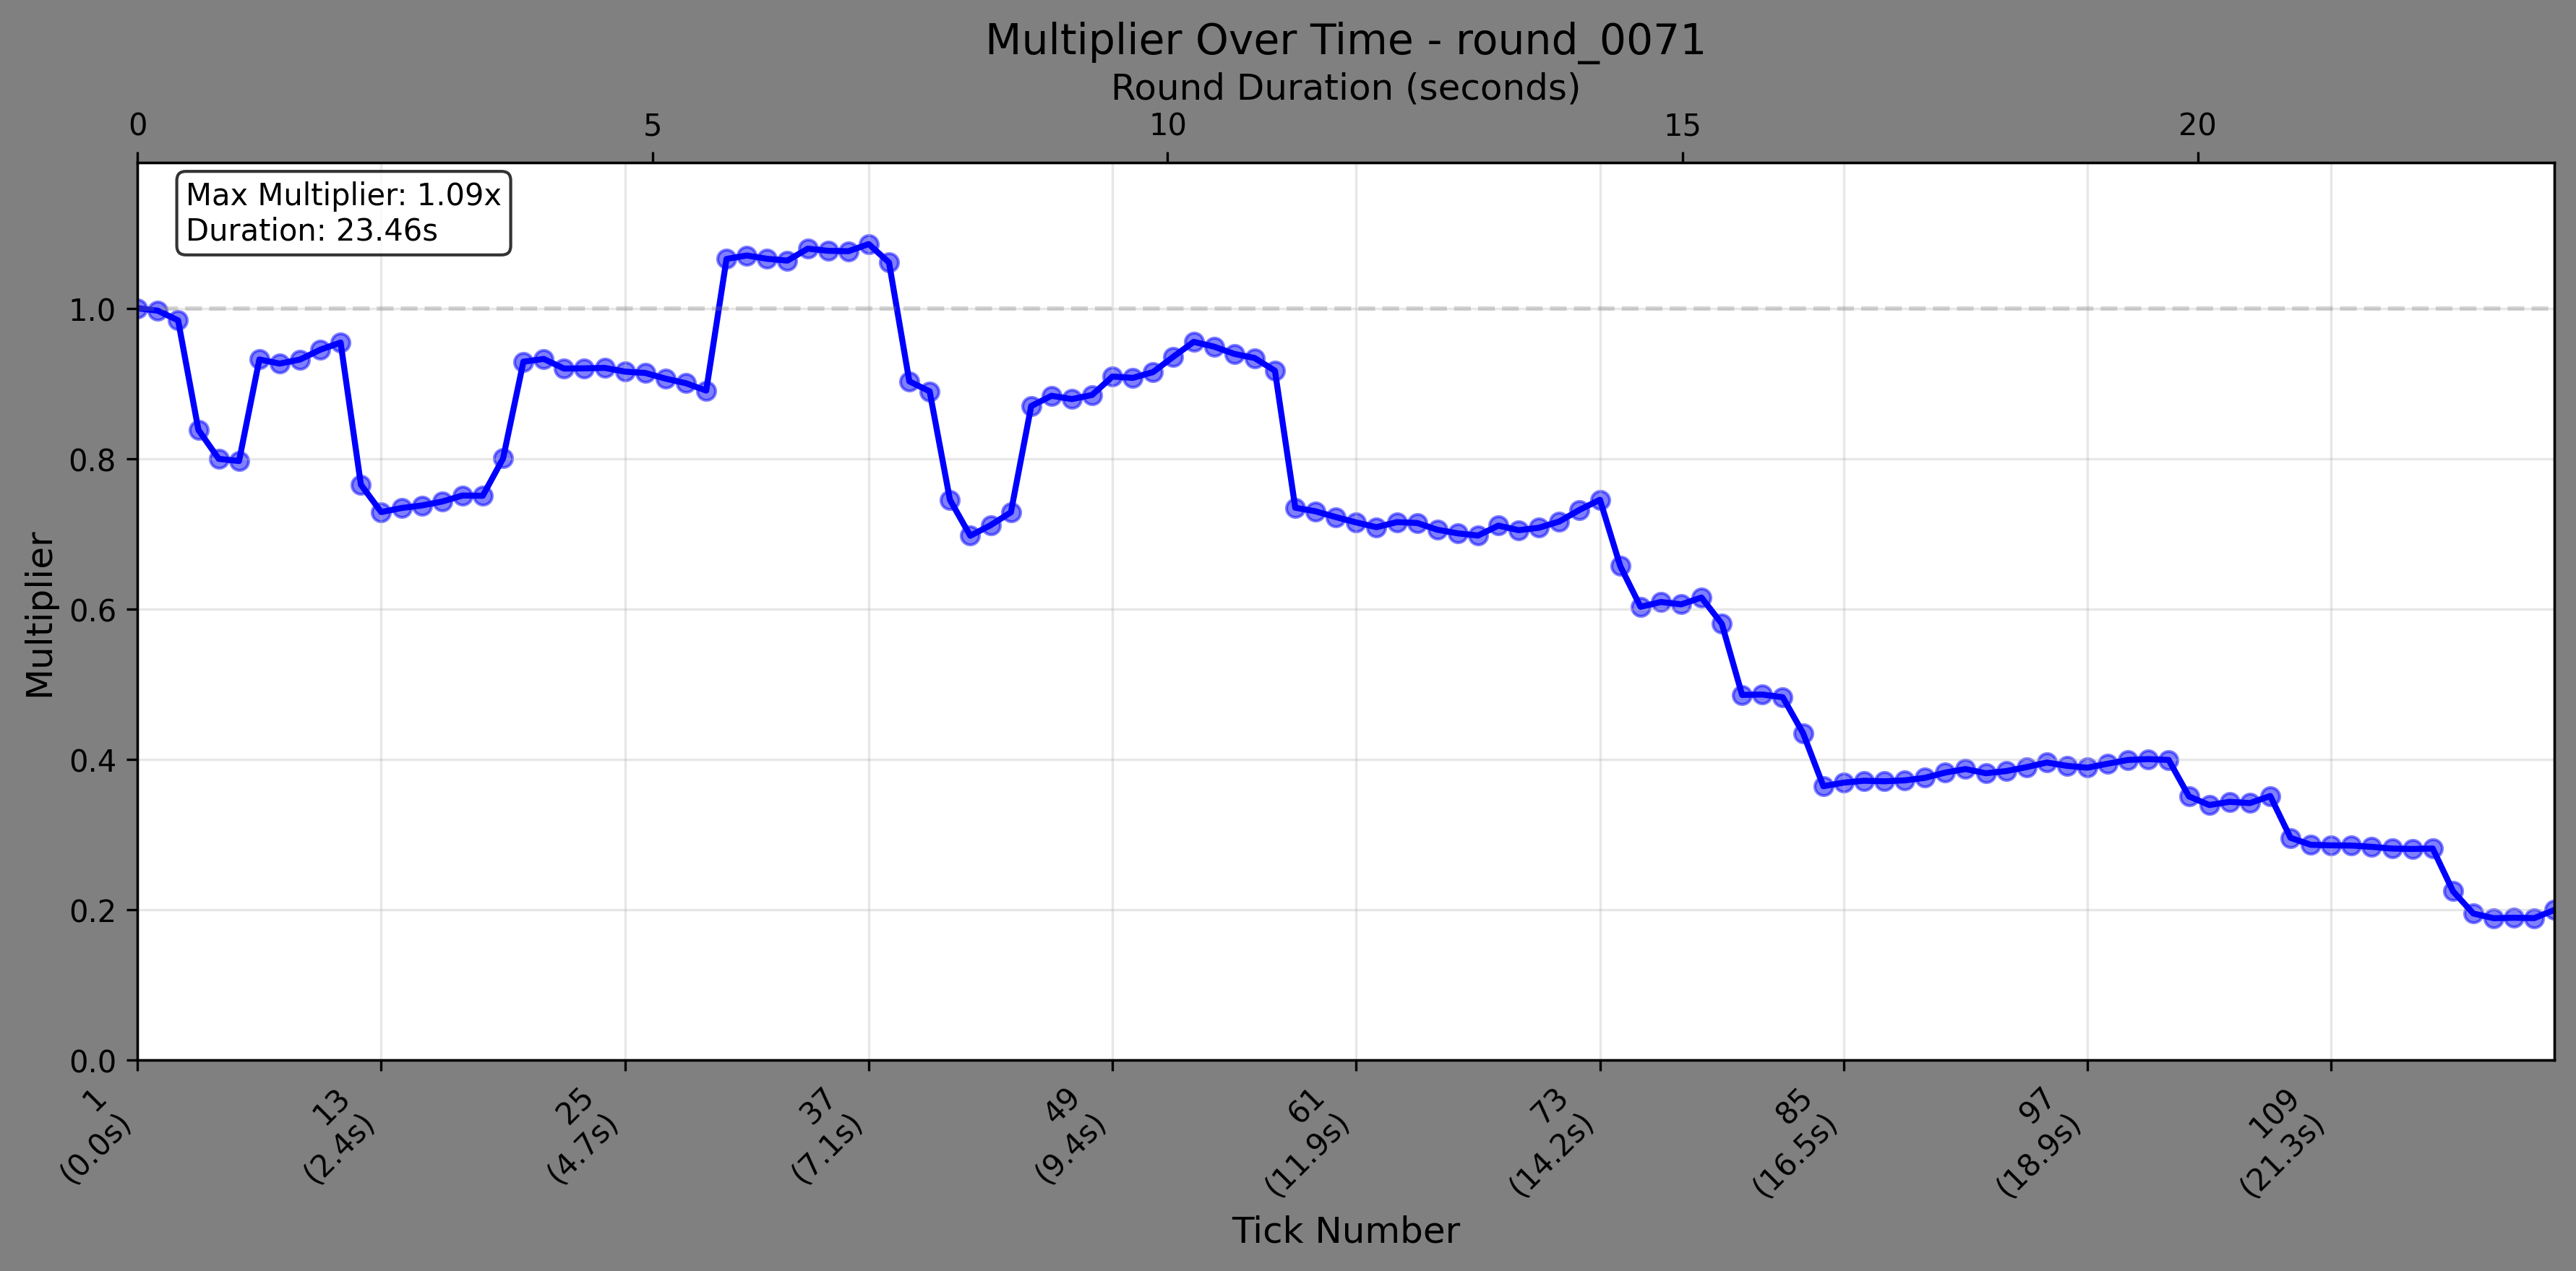 Multiplier Over Time - round_0071
Round Duration (seconds)
0 5 10 15 20
Max Multiplier: 1.09x
Duration: 23.46s
Multiplier
1.0
0.8
0.6
0.4
0.2
0.0
1
(0.0s)
13
(2.4s)
25
(4.7s)
37
(7.1s)
49
(9.4s)
61
(11.9s)
73
(14.2s)
85
(16.5s)
97
(18.9s)
109
(21.3s)
Tick Number